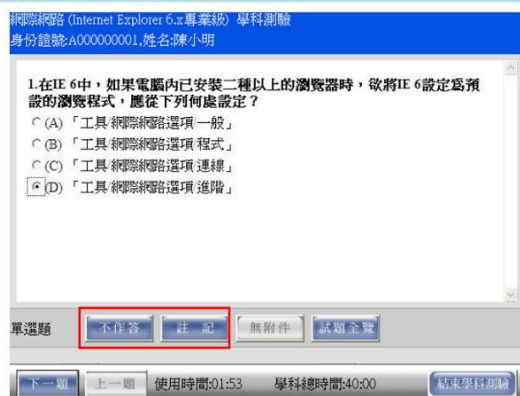 網際網路 (Internet Explorer 6.x專業級) 學科測驗
身份證號:A000000001,姓名:陳小明
1.在IE 6中，如果電腦內已安裝二種以上的瀏覽器時，欲將IE 6設定為預
設的瀏覽程式，應從下列何處設定？
(A) 「工具/網際網路選項/一般」
(B) 「工具/網際網路選項/程式」
(C) 「工具/網際網路選項/連線」
(D) 「工具/網際網路選項/進階」
單選題 不作答 註 記 無附件 試題全覽
下一題 上一題 使用時間:01:53 學科總時間:40:00 結束學科測驗